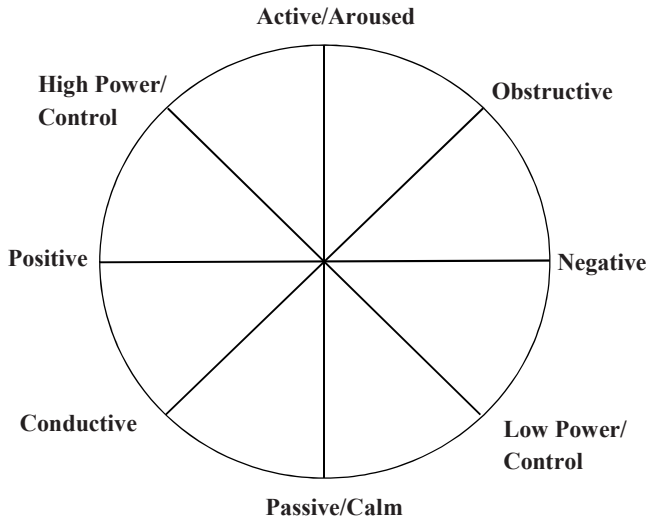 Active/Aroused
High Power/
Control
Obstructive
Positive
Negative
Conductive
Low Power/
Control
Passive/Calm